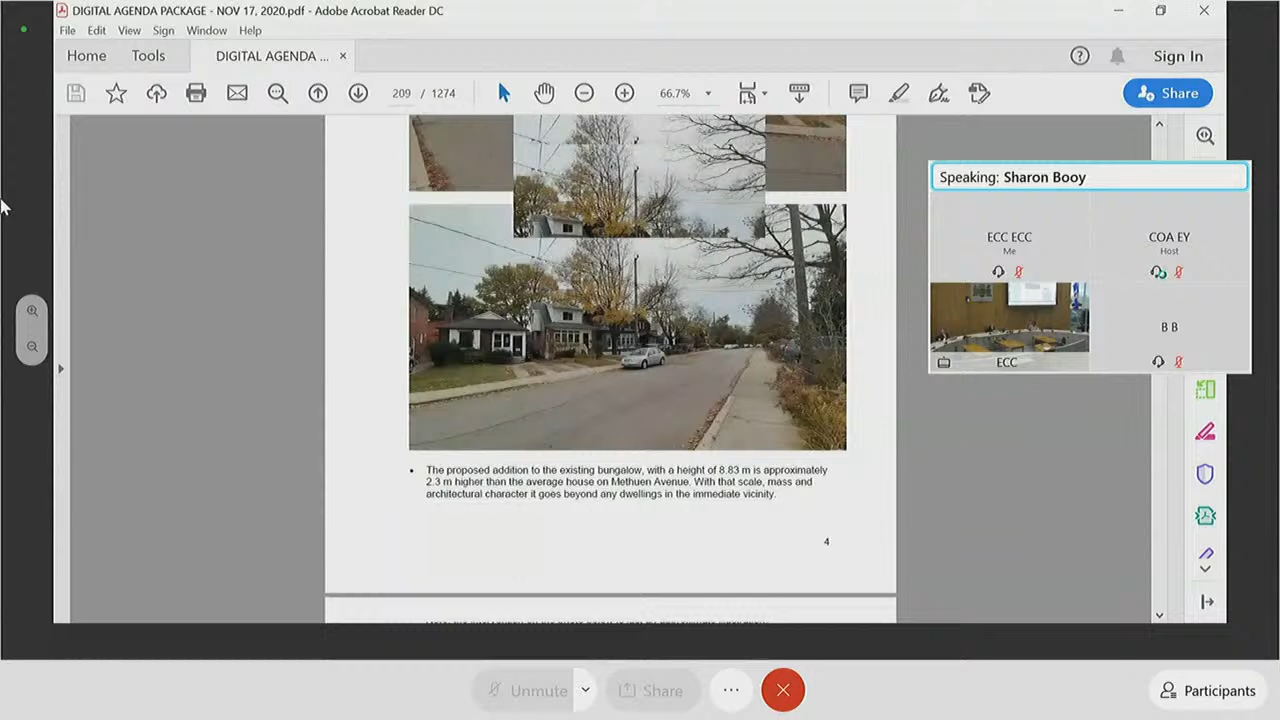 DIGITAL AGENDA PACKAGE - NOV 17, 2020.pdf - Adobe Acrobat Reader DC
File Edit View Sign Window Help
Home Tools DIGITAL AGENDA ... ×
Sign In
209 / 1274
66.7%
Share
Speaking: Sharon Booy
ECC ECC
Me
COA EY
Host
ECC
B B
• The proposed addition to the existing bungalow, with a height of 8.83 m is approximately
2.3 m higher than the average house on Methuen Avenue. With that scale, mass and
architectural character it goes beyond any dwellings in the immediate vicinity.
4
Unmute
Share
Participants